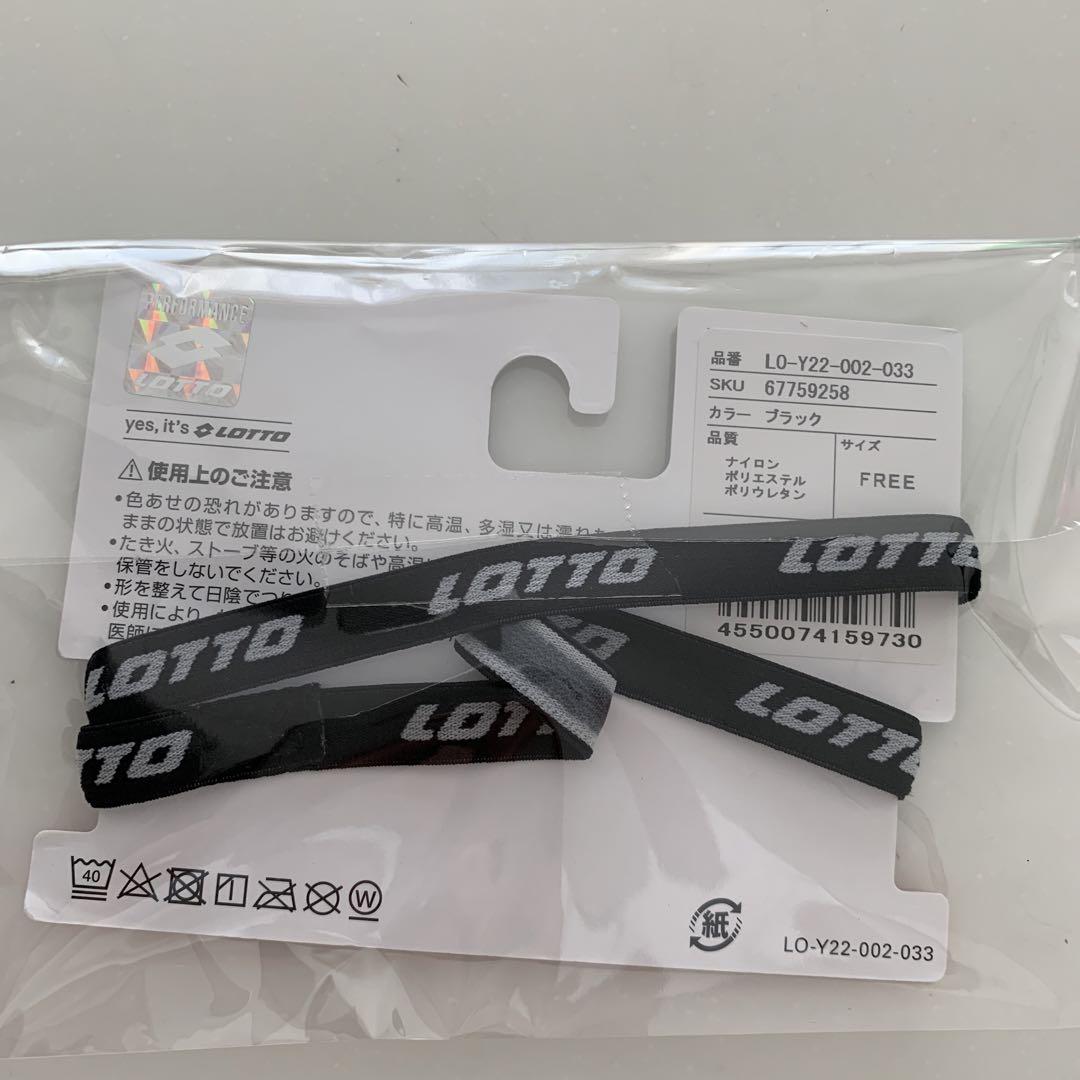 PERFORMANCE
LOTTO
yes, it's LOTTO
使用上のご注意
•色あせの恐れがありますので、特に高温、多湿又は濡れた
ままの状態で放置はお避けください。
•たき火、ストーブ等の火のそばや高温
保管をしないでください。
•形を整えて日陰でつり
•使用により、
医師に
品番 LO-Y22-002-033
SKU 67759258
カラー ブラック
品質
ナイロン
ポリエステル
ポリウレタン
サイズ
FREE
4550074159730
LOTTO
LOTTO
LOTTO
TTO
LOT
LOTTO
40
W
紙
LO-Y22-002-033